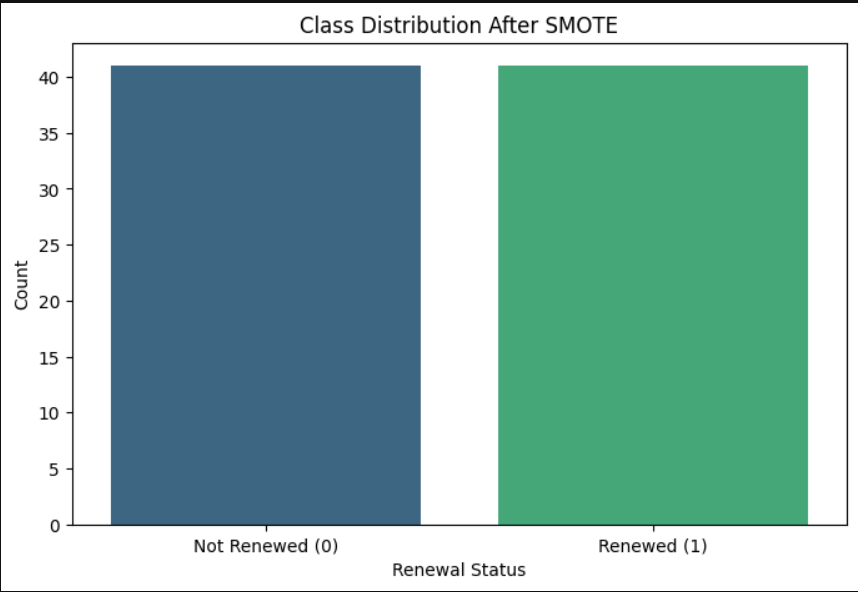 Class Distribution After SMOTE
40
35
30
25
20
15
10
5
0
Count
Not Renewed (0) Renewed (1)
Renewal Status